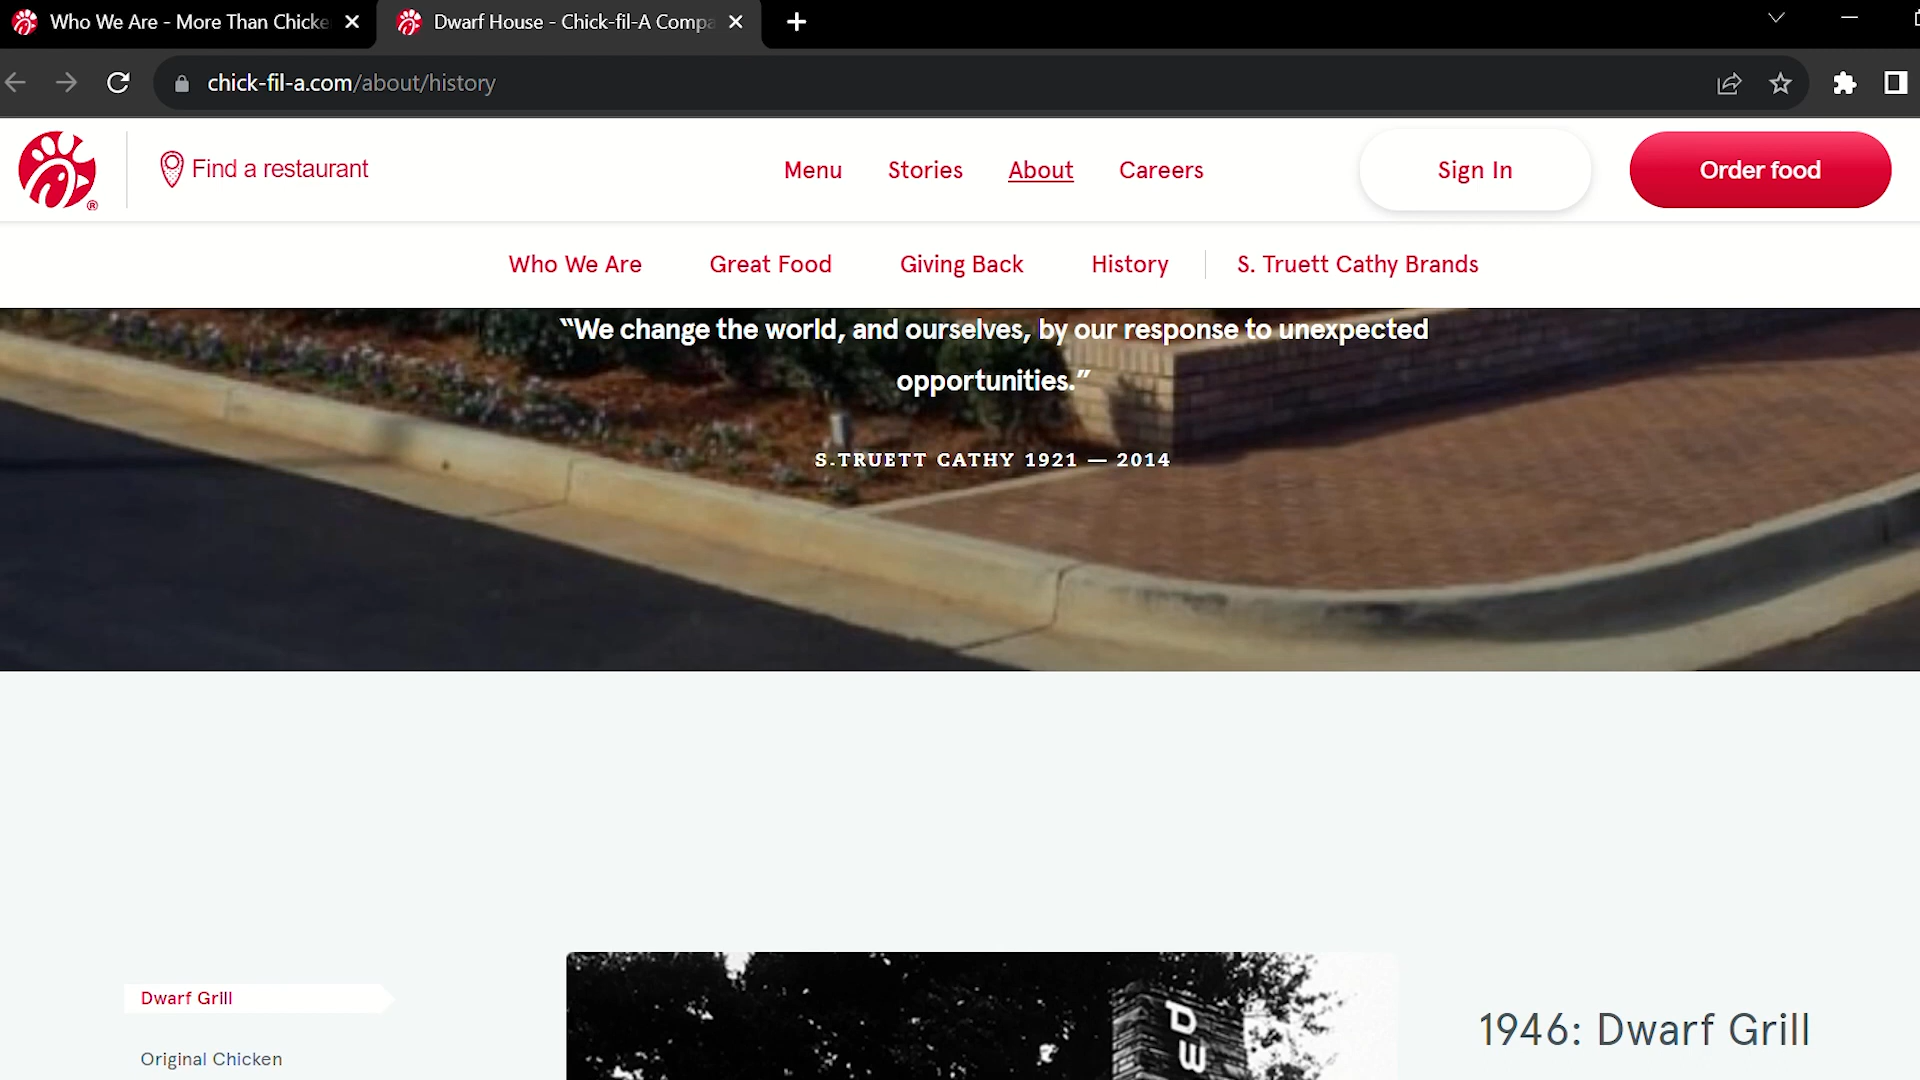 Who We Are - More Than Chicke
Dwarf House - Chick-fil-A Compa
chick-fil-a.com/about/history
Find a restaurant
Menu
Stories
About
Careers
Sign In
Order food
Who We Are
Great Food
Giving Back
History
S. Truett Cathy Brands
“We change the world, and ourselves, by our response to unexpected
opportunities.”
S.TRUETT CATHY 1921 — 2014
Dwarf Grill
Original Chicken
1946: Dwarf Grill